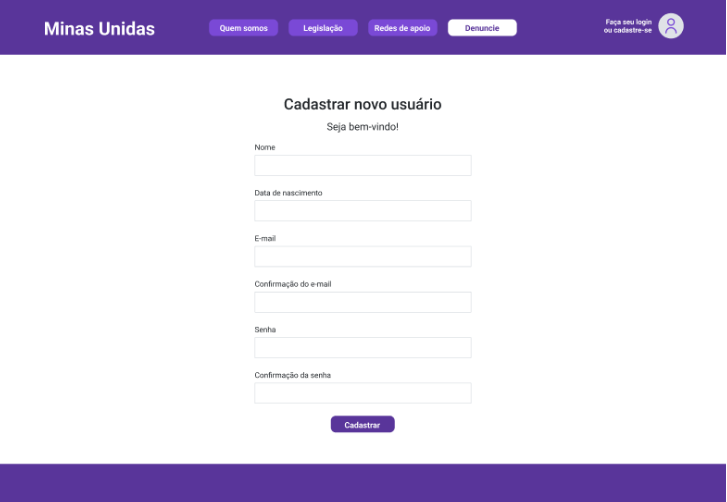 Minas Unidas
Quem somos
Legislação
Redes de apoio
Denuncie
Faça seu login
ou cadastre-se
Cadastrar novo usuário
Seja bem-vindo!
Nome
Data de nascimento
E-mail
Confirmação do e-mail
Senha
Confirmação da senha
Cadastrar